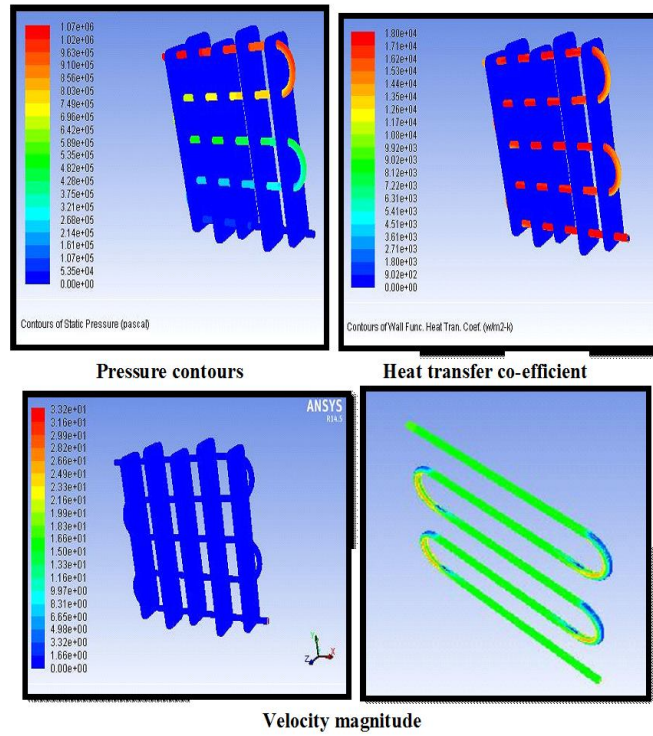 1.07e+06
1.02e+06
9.63e+05
9.10e+05
8.56e+05
8.03e+05
7.49e+05
6.96e+05
6.42e+05
5.89e+05
5.35e+05
4.82e+05
4.28e+05
3.75e+05
3.21e+05
2.68e+05
2.14e+05
1.61e+05
1.07e+05
5.35e+04
0.00e+00
Contours of Static Pressure (pascal)
1.80e+04
1.71e+04
1.62e+04
1.53e+04
1.44e+04
1.35e+04
1.26e+04
1.17e+04
1.08e+04
9.92e+03
9.02e+03
8.12e+03
7.22e+03
6.31e+03
5.41e+03
4.51e+03
3.61e+03
2.71e+03
1.80e+03
9.02e+02
0.00e+00
Contours of Wall Func. Heat Tran. Coef. (w/m2-k)
Pressure contours
Heat transfer co-efficient
3.32e+01
3.16e+01
2.99e+01
2.82e+01
2.66e+01
2.49e+01
2.33e+01
2.16e+01
1.99e+01
1.83e+01
1.66e+01
1.50e+01
1.33e+01
1.16e+01
9.97e+00
8.31e+00
6.65e+00
4.98e+00
3.32e+00
1.66e+00
0.00e+00
ANSYS
R14.5
Y
Z
X
Velocity magnitude